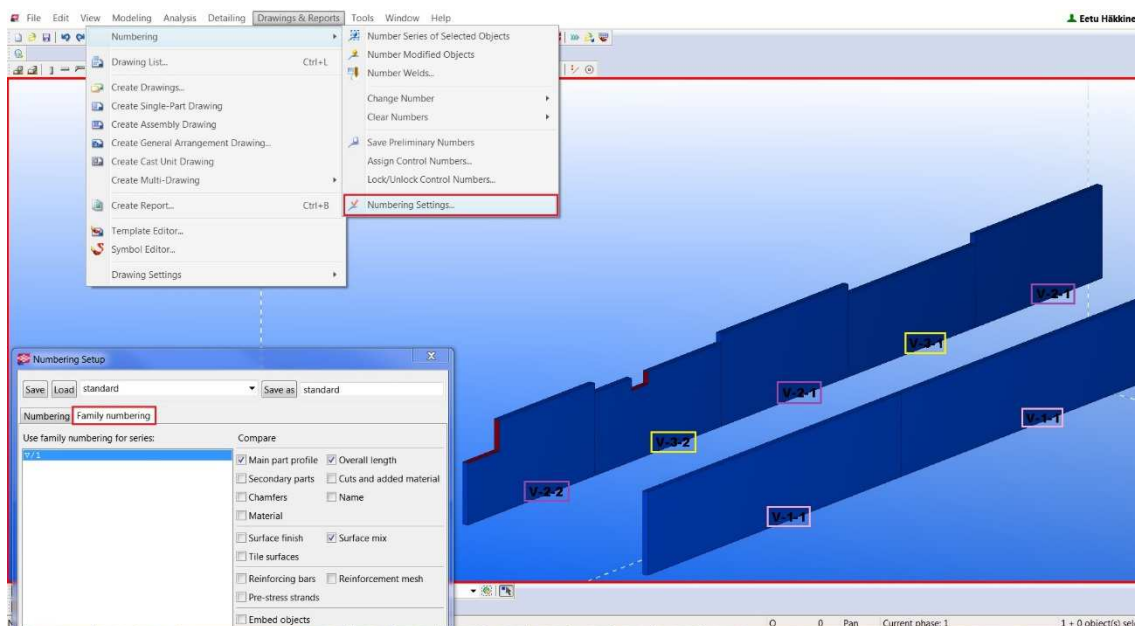 File Edit View Modeling Analysis Detailing Drawings & Reports Tools Window Help
Eetu Häkkine
Numbering
Drawing List... Ctrl+L
Create Drawings...
Create Single-Part Drawing
Create Assembly Drawing
Create General Arrangement Drawing...
Create Cast Unit Drawing
Create Multi-Drawing
Create Report... Ctrl+B
Template Editor...
Symbol Editor...
Drawing Settings
Number Series of Selected Objects
Number Modified Objects
Number Welds...
Change Number
Clear Numbers
Save Preliminary Numbers
Assign Control Numbers...
Lock/Unlock Control Numbers...
Numbering Settings...
V-2-1
V-3-1
V-2-1
V-1-1
V-3-2
V-2-2
V-1-1
Numbering Setup
Save Load standard Save as standard
Numbering Family numbering
Use family numbering for series: Compare
V/1
Main part profile Overall length
Secondary parts Cuts and added material
Chamfers Name
Material
Surface finish Surface mix
Tile surfaces
Reinforcing bars Reinforcement mesh
Pre-stress strands
Embed objects
O 0 Pan Current phase: 1 1 + 0 object(s) sel